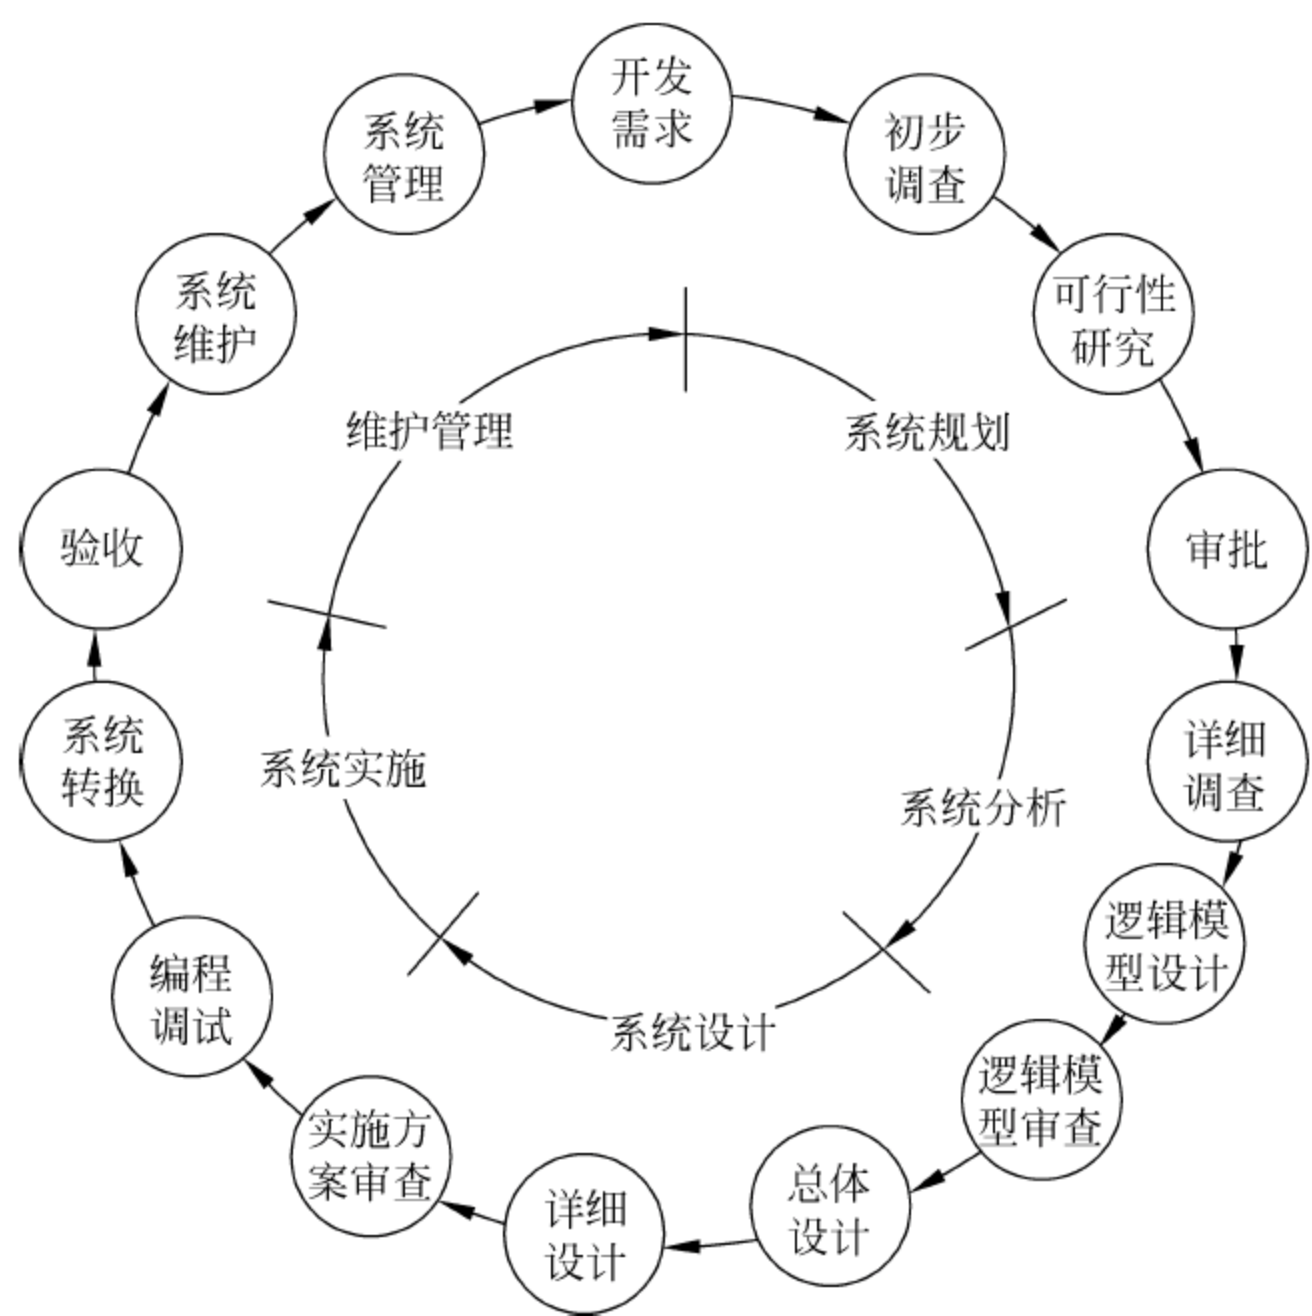 开发
需求
初步
调查
可行性
研究
审批
详细
调查
逻辑模
型设计
逻辑模
型审查
总体
设计
详细
设计
实施方
案审查
编程
调试
系统
转换
验收
系统
维护
系统
管理
系统规划
系统分析
系统设计
系统实施
维护管理